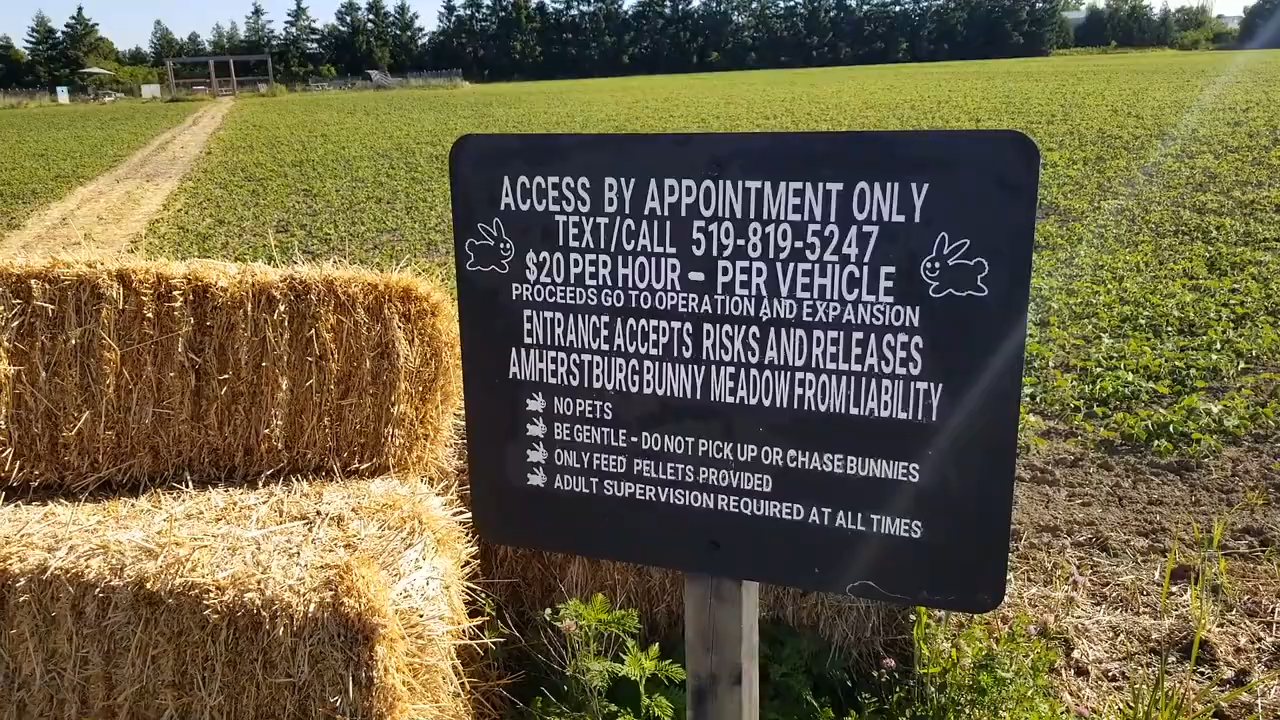 ACCESS BY APPOINTMENT ONLY
TEXT/CALL 519-819-5247
$20 PER HOUR - PER VEHICLE
PROCEEDS GO TO OPERATION AND EXPANSION
ENTRANCE ACCEPTS RISKS AND RELEASES
AMHERSTBURG BUNNY MEADOW FROM LIABILITY
NO PETS
BE GENTLE - DO NOT PICK UP OR CHASE BUNNIES
ONLY FEED PELLETS PROVIDED
ADULT SUPERVISION REQUIRED AT ALL TIMES